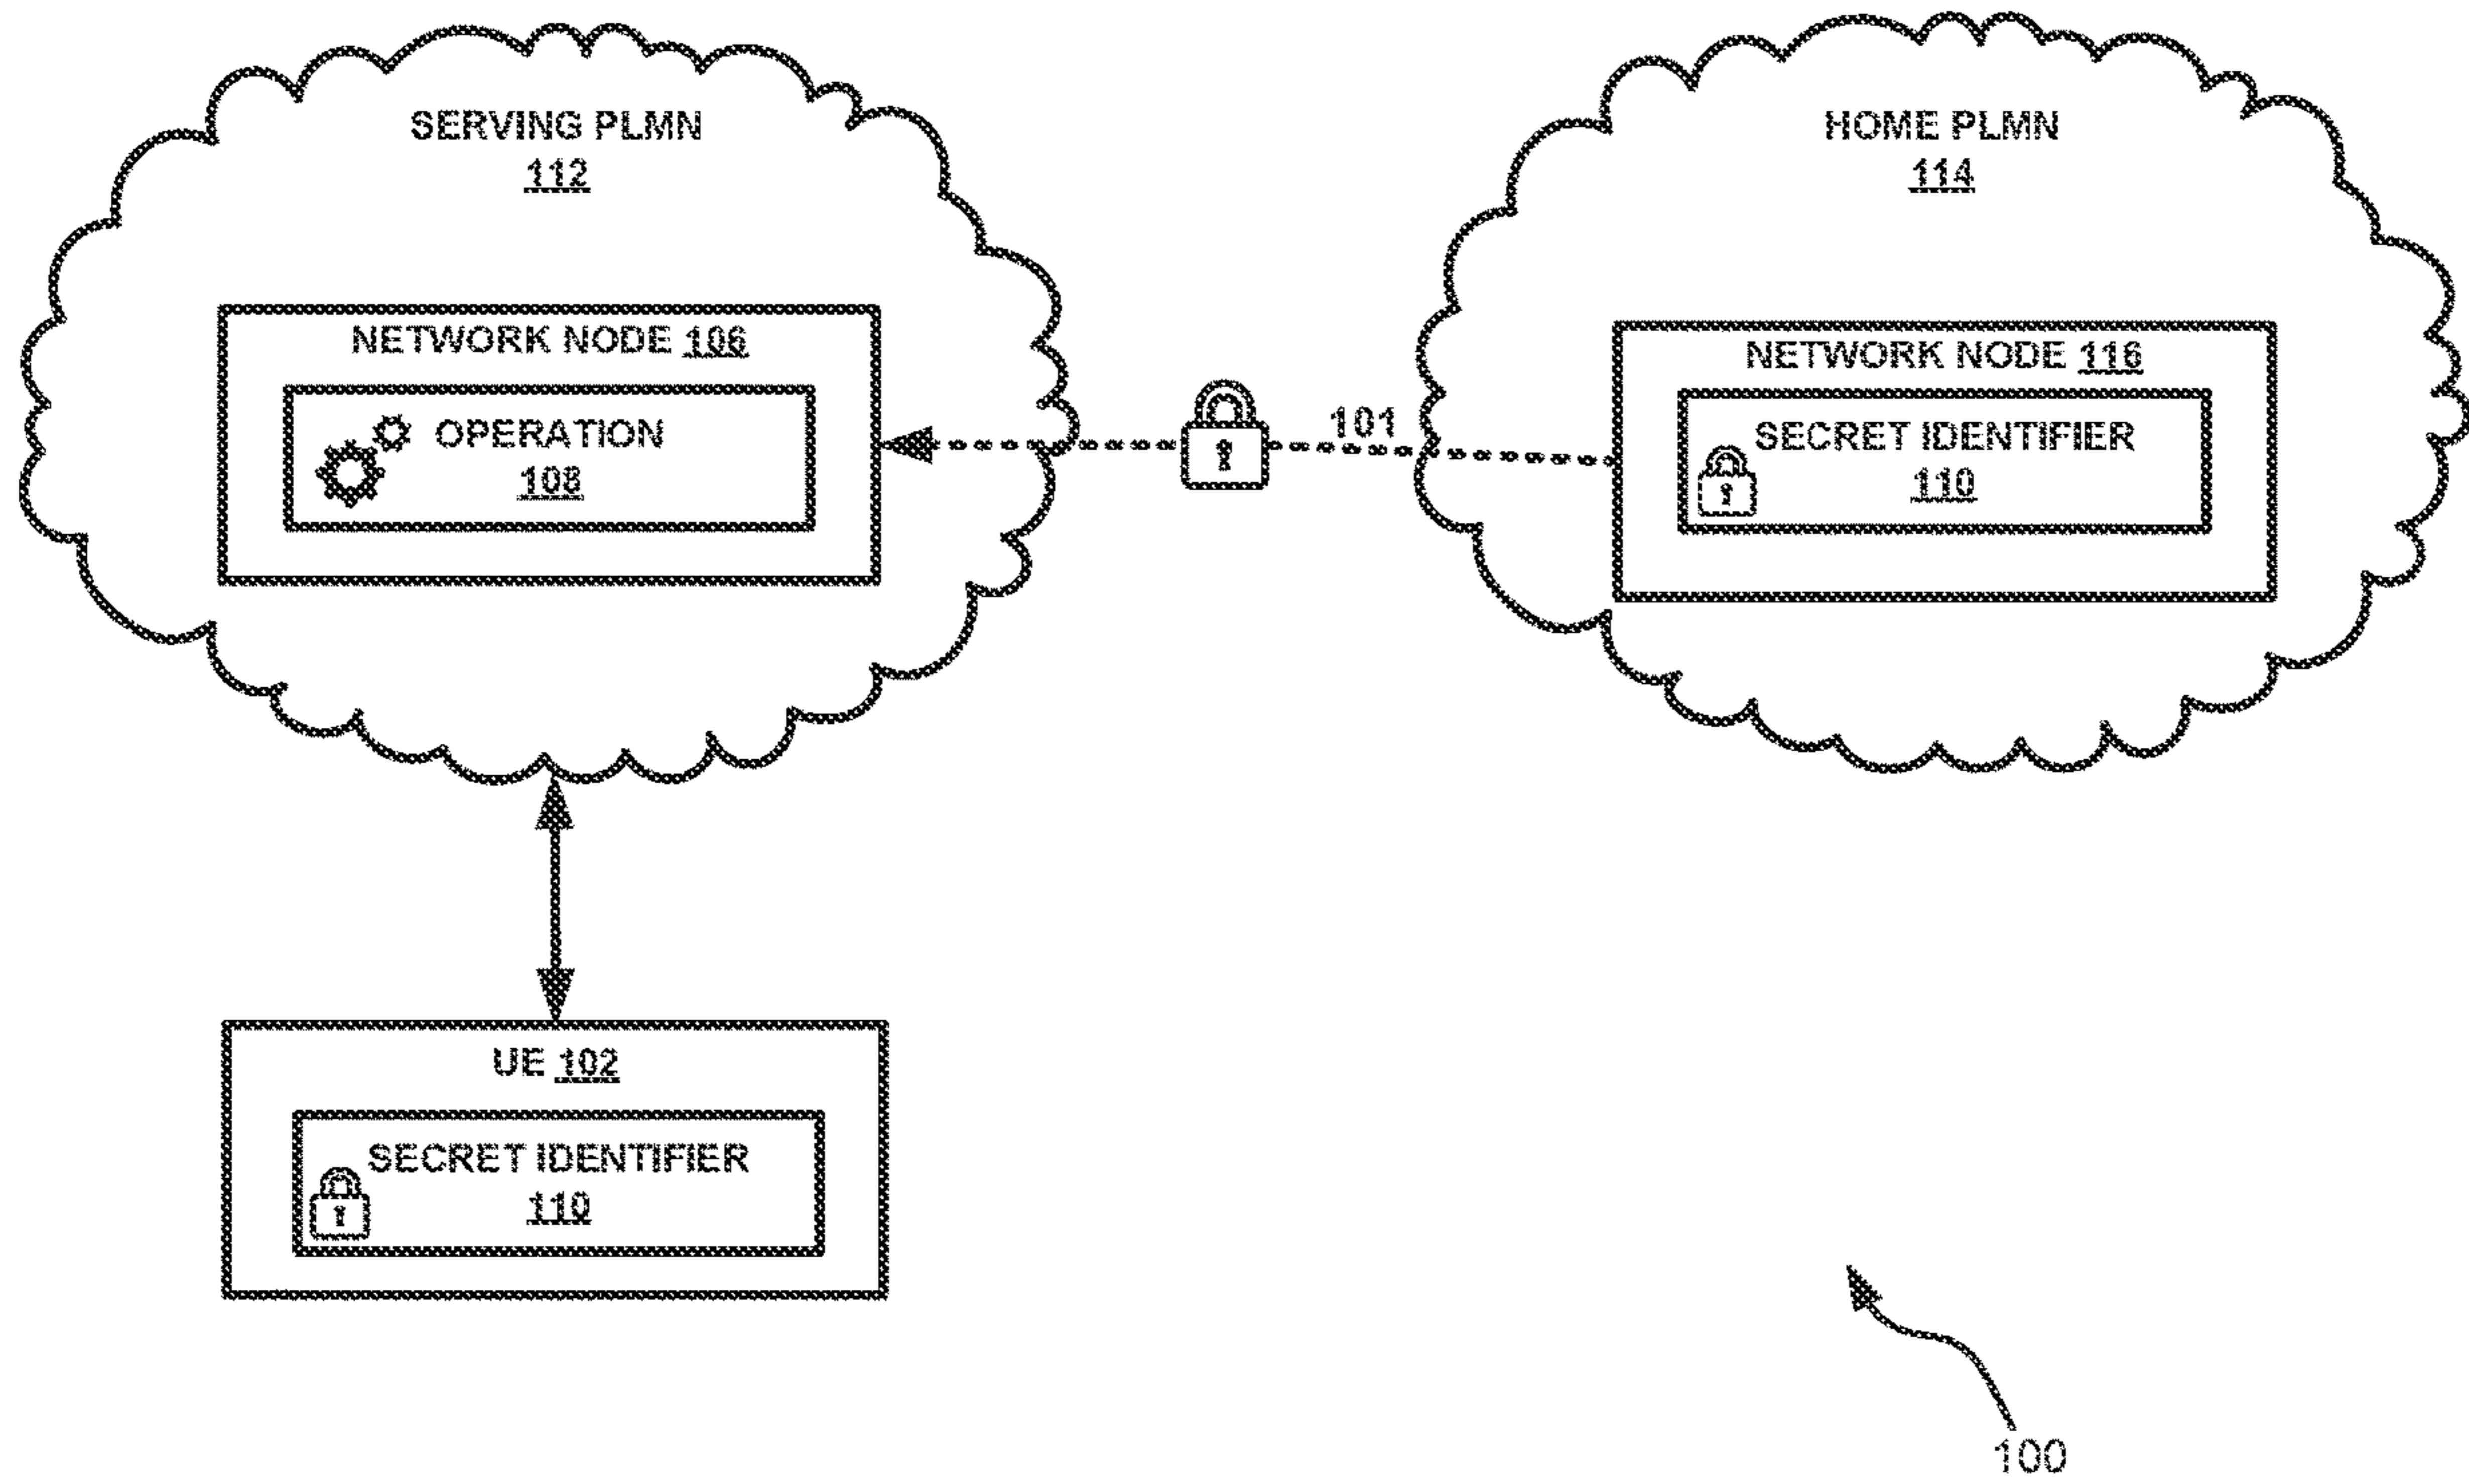 SERVING PLMN
112
NETWORK NODE 106
OPERATION
108
101
HOME PLMN
114
NETWORK NODE 116
SECRET IDENTIFIER
110
UE 102
SECRET IDENTIFIER
110
100